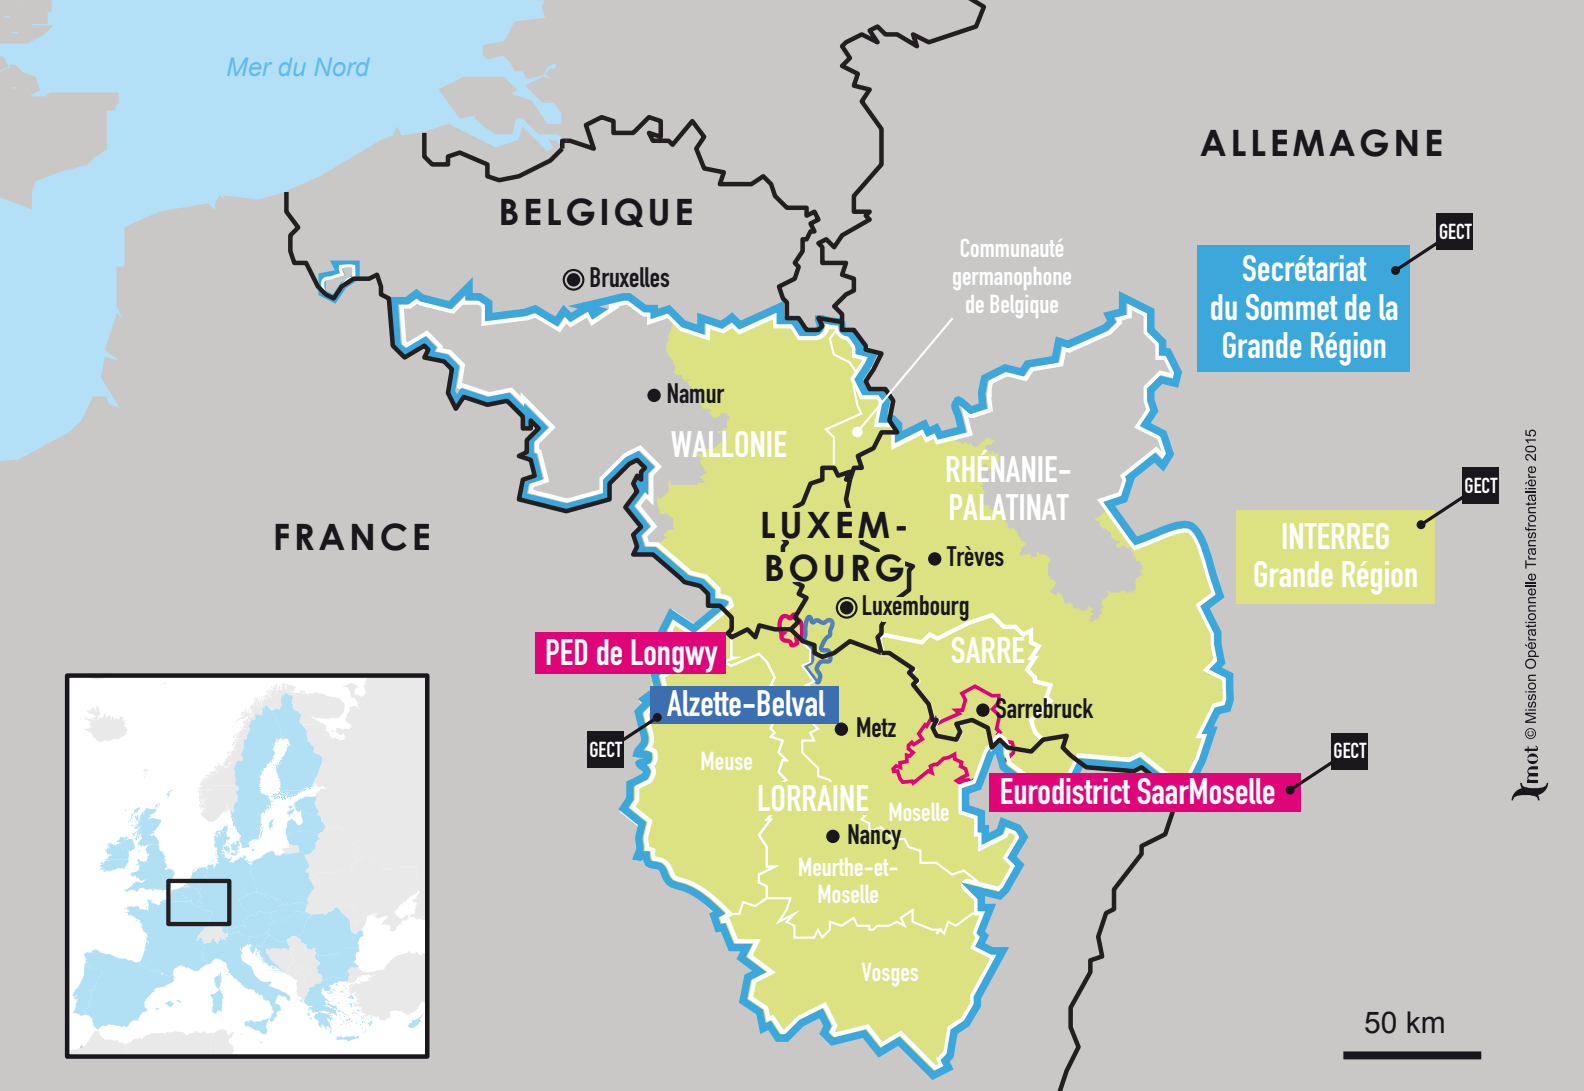 Mer du Nord
ALLEMAGNE
BELGIQUE
Bruxelles
Communauté
germanophone
de Belgique
GECT
Secrétariat
du Sommet de la
Grande Région
Namur
WALLONIE
RHÉNANIE-
PALATINAT
GECT
INTERREG
Grande Région
FRANCE
LUXEM-
BOURG
Trèves
Luxembourg
PED de Longwy
SARRE
Alzette-Belval
GECT
Sarrebruck
Metz
Meuse
GECT
Eurodistrict SaarMoselle
LORRAINE
Moselle
Nancy
Meurthe-et-
Moselle
Vosges
50 km
mot © Mission Opérationnelle Transfrontalière 2015